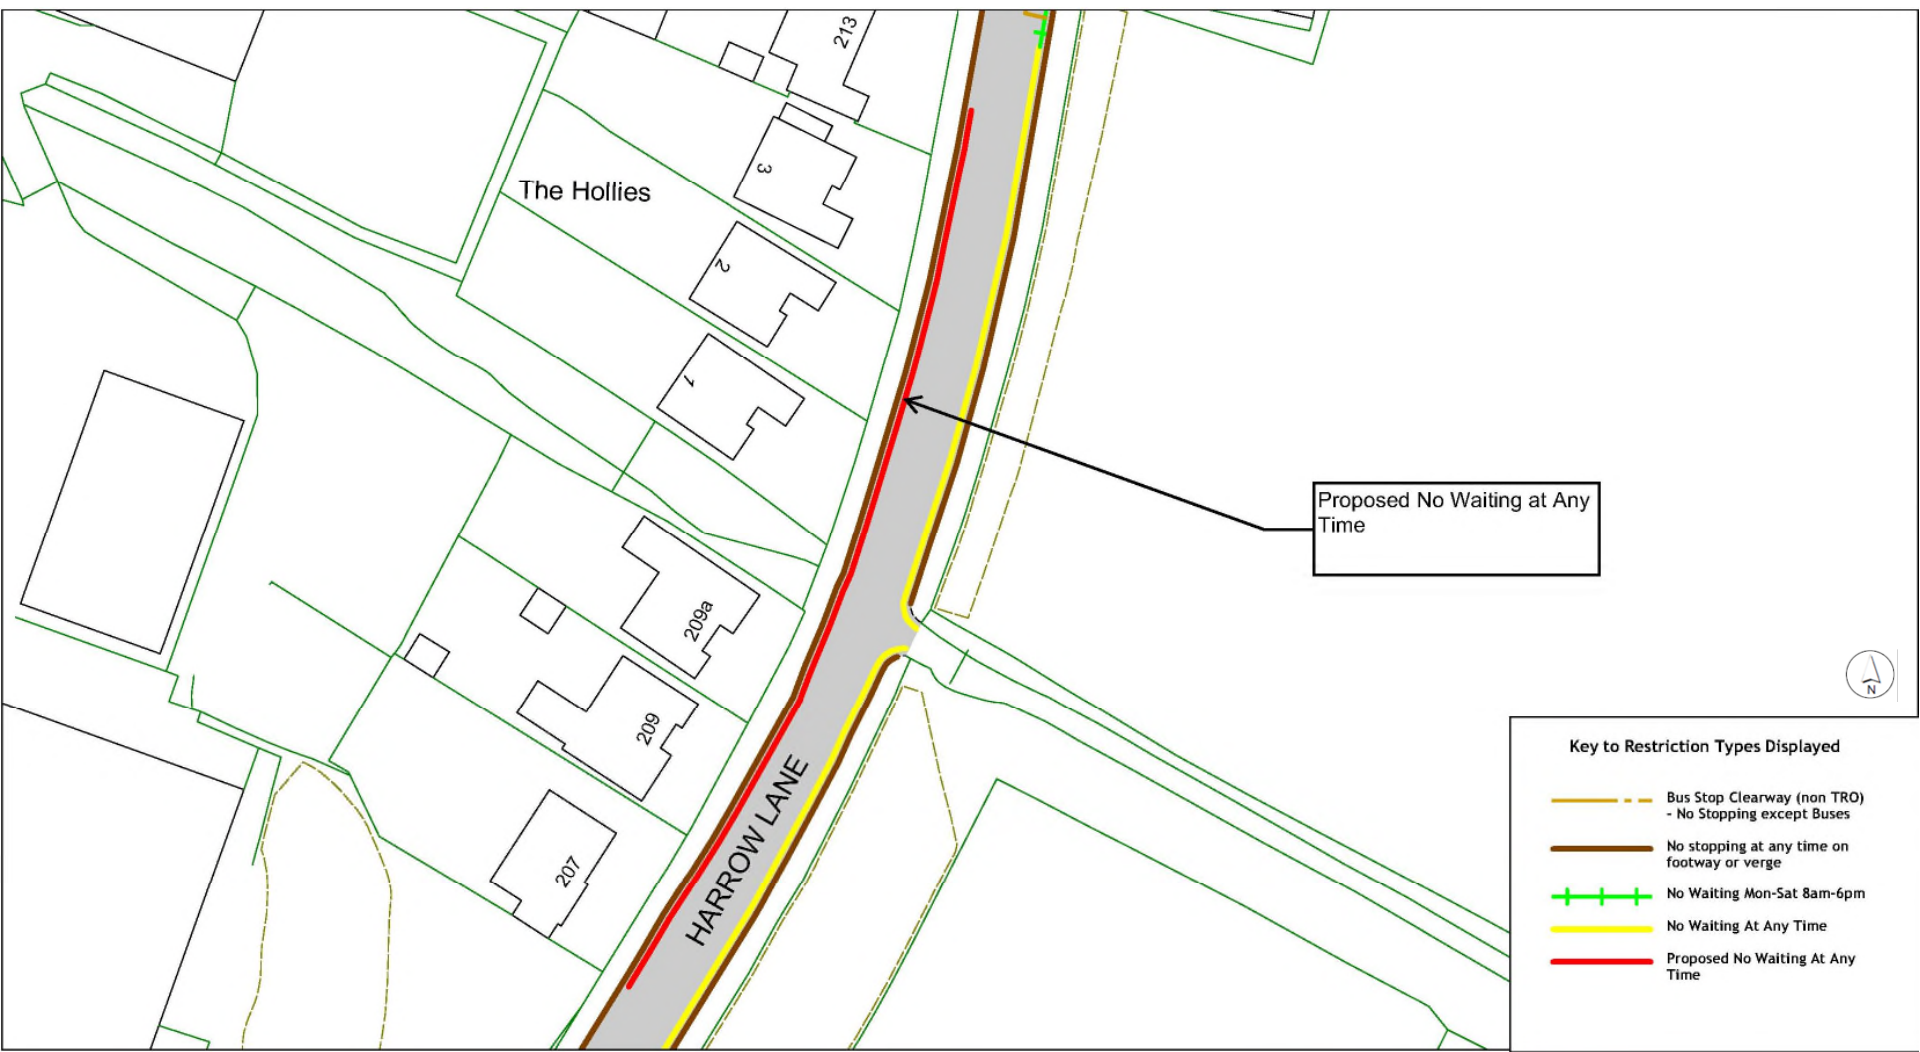 213
3
The Hollies
2
1
Proposed No Waiting at Any
Time
209a
209
207
HARROW LANE
N
Key to Restriction Types Displayed
Bus Stop Clearway (non TRO)
- No Stopping except Buses
No stopping at any time on
footway or verge
No Waiting Mon-Sat 8am-6pm
No Waiting At Any Time
Proposed No Waiting At Any
Time